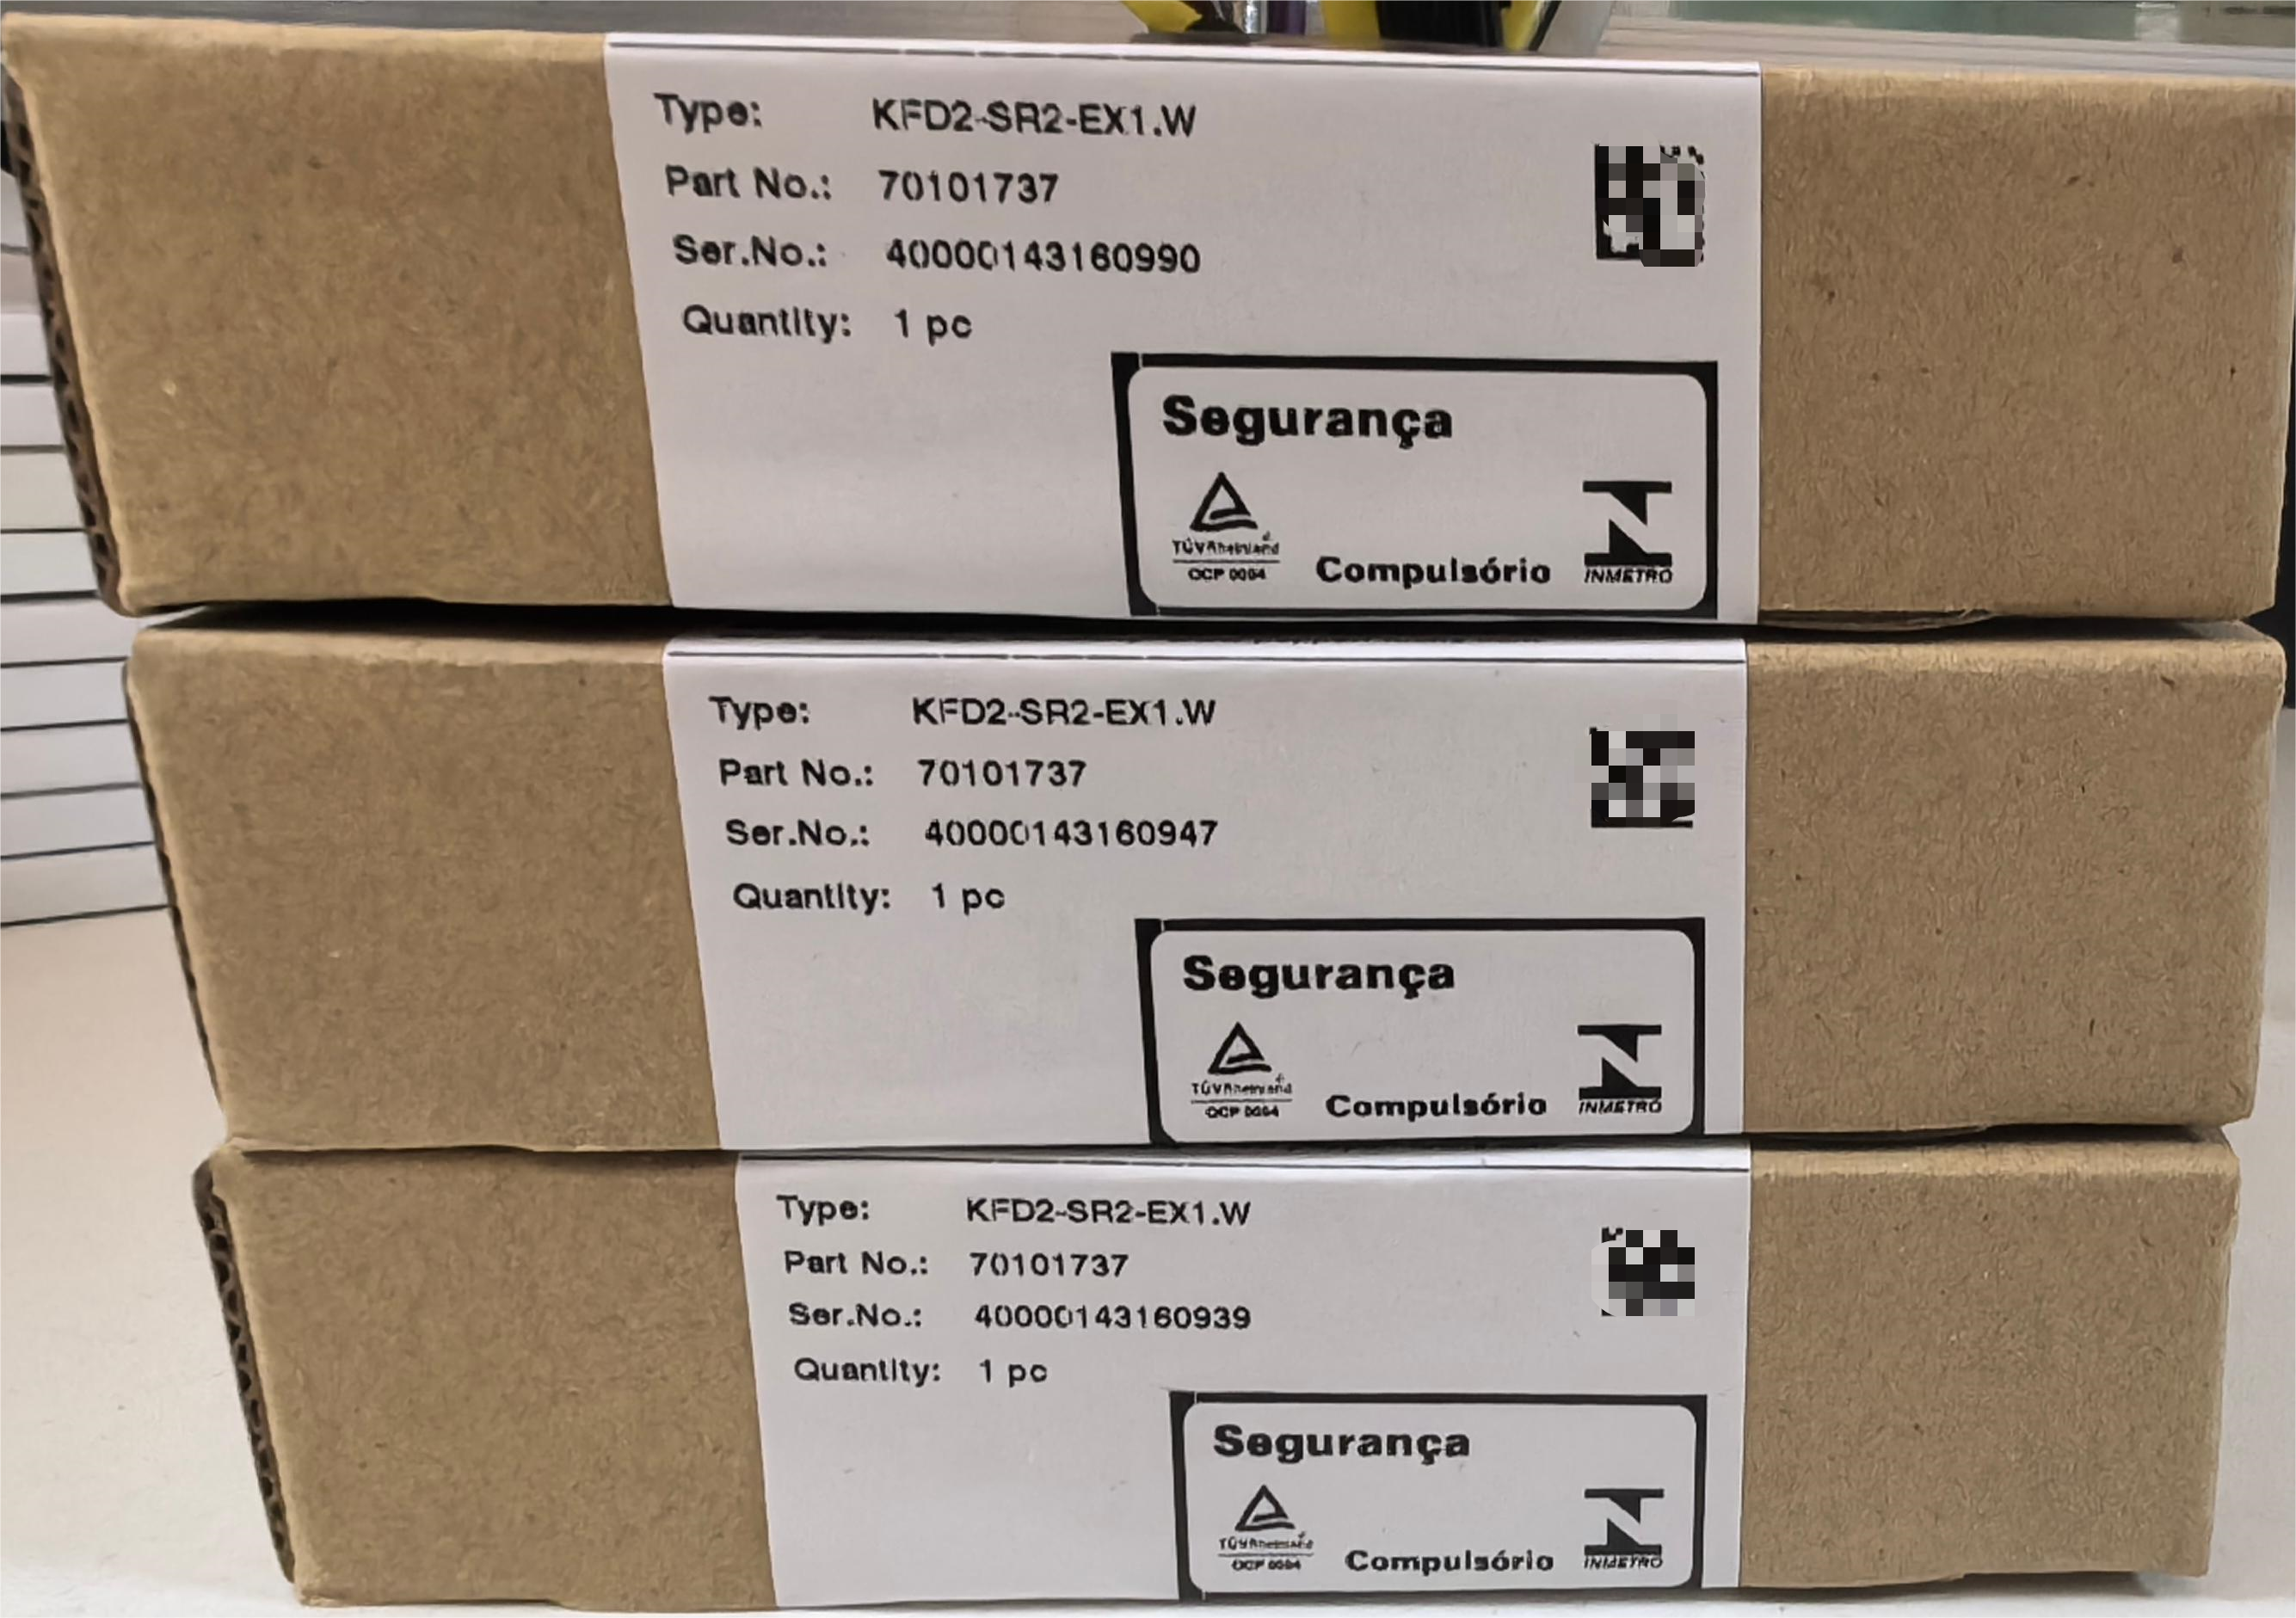 Type: KFD2-SR2-EX1.W
Part No.: 70101737
Ser.No.: 40000143160990
Quantity: 1 pc
Segurança
TÜVRheinland
OCP 0004
Compulsório
INMETRO
Type: KFD2-SR2-EX1.W
Part No.: 70101737
Ser.No.: 40000143160947
Quantity: 1 pc
Segurança
TÜVRheinland
OCP 0004
Compulsório
INMETRO
Type: KFD2-SR2-EX1.W
Part No.: 70101737
Ser.No.: 40000143160939
Quantity: 1 pc
Segurança
TÜVRheinland
OCP 0004
Compulsório
INMETRO